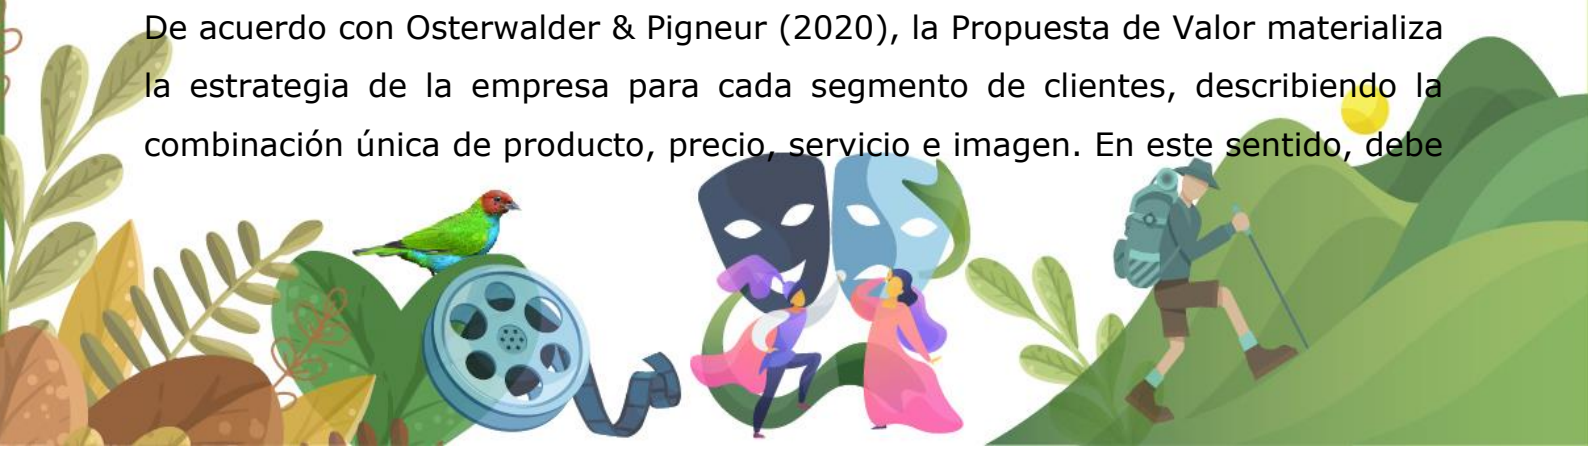 De acuerdo con Osterwalder & Pigneur (2020), la Propuesta de Valor materializa
la estrategia de la empresa para cada segmento de clientes, describiendo la
combinación única de producto, precio, servicio e imagen. En este sentido, debe